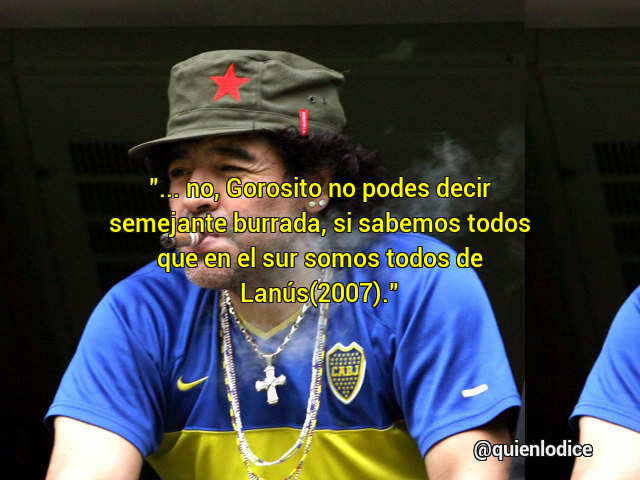 "... no, Gorosito no podes decir
semejante burrada, si sabemos todos
que en el sur somos todos de
Lanús(2007)."
CABJ
@quienlodice